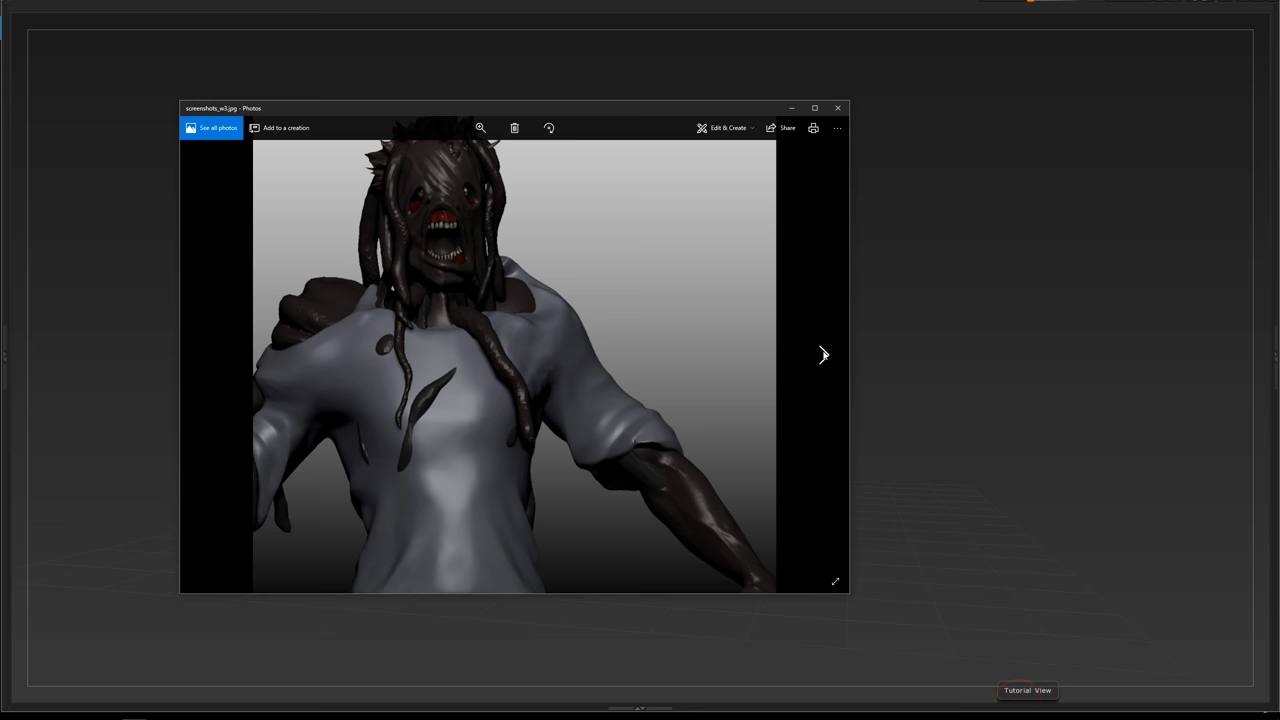 screenshots_w3.jpg - Photos
See all photos
Add to a creation
Edit & Create
Share
Tutorial View